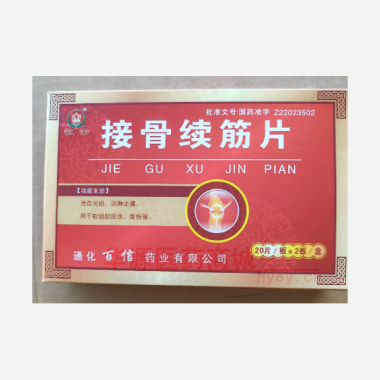 批准文号:国药准字 Z22023502
接骨续筋片
JIE GU XU JIN PIAN
【功能主治】
活血化瘀，消肿止痛。
用于软组织损伤，骨折等。
20片/板×2板/盒
通化百信药业有限公司